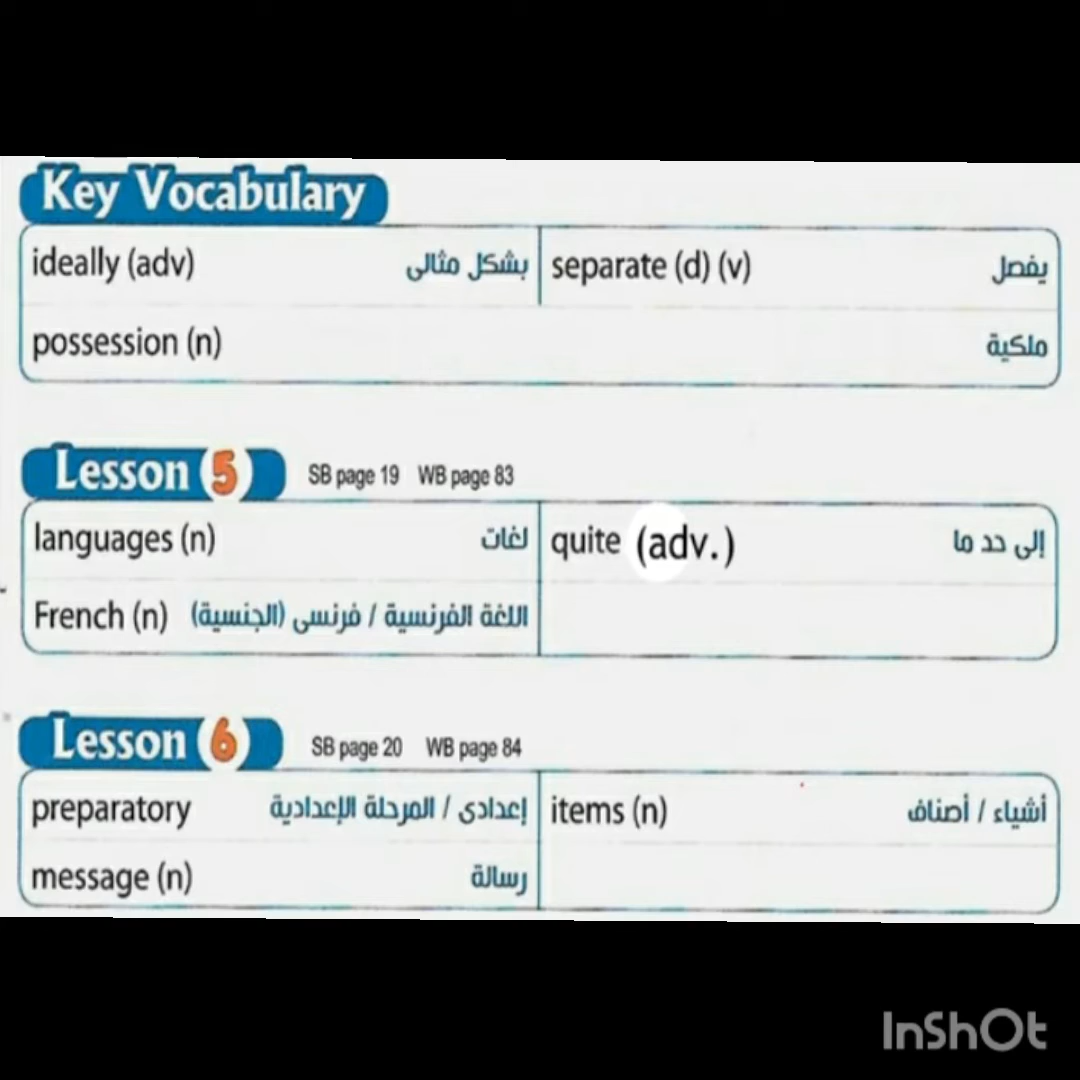 Key Vocabulary
ideally (adv) بشكل مثالى separate (d) (v) يفصل
possession (n) ملكية
Lesson (5) SB page 19 WB page 83
languages (n) لغات quite (adv.) إلى حد ما
French (n) اللغة الفرنسية / فرنسى (الجنسية)
Lesson (6) SB page 20 WB page 84
preparatory إعدادى / المرحلة الإعدادية items (n) أشياء / أصناف
message (n) رسالة
InShOt